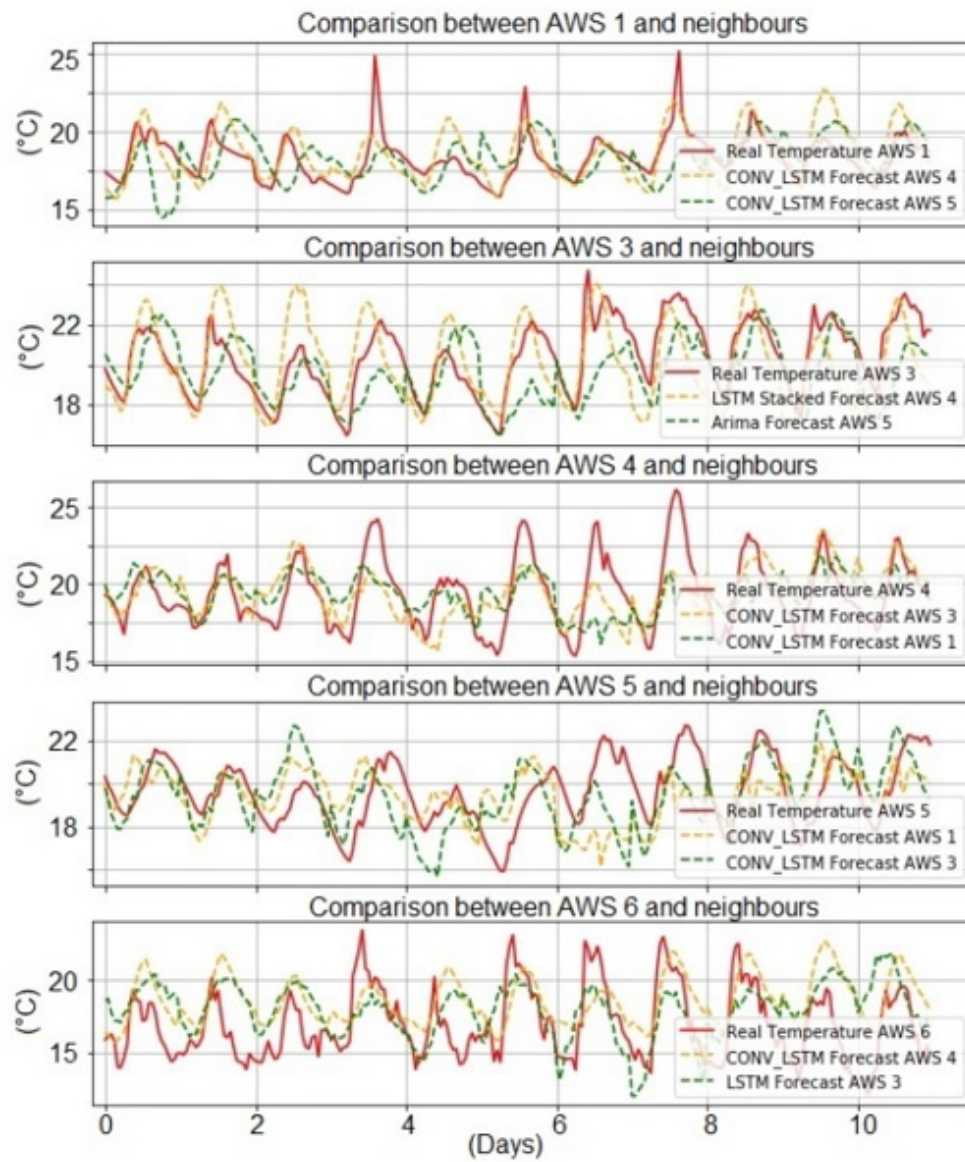 Comparison between AWS 1 and neighbours
25
20
15
(°C)
Real Temperature AWS 1
CONV_LSTM Forecast AWS 4
CONV_LSTM Forecast AWS 5
Comparison between AWS 3 and neighbours
22
18
(°C)
Real Temperature AWS 3
LSTM Stacked Forecast AWS 4
Arima Forecast AWS 5
Comparison between AWS 4 and neighbours
25
20
15
(°C)
Real Temperature AWS 4
CONV_LSTM Forecast AWS 3
CONV_LSTM Forecast AWS 1
Comparison between AWS 5 and neighbours
22
18
(°C)
Real Temperature AWS 5
CONV_LSTM Forecast AWS 1
CONV_LSTM Forecast AWS 3
Comparison between AWS 6 and neighbours
20
15
(°C)
Real Temperature AWS 6
CONV_LSTM Forecast AWS 4
LSTM Forecast AWS 3
0 2 4 6 8 10
(Days)